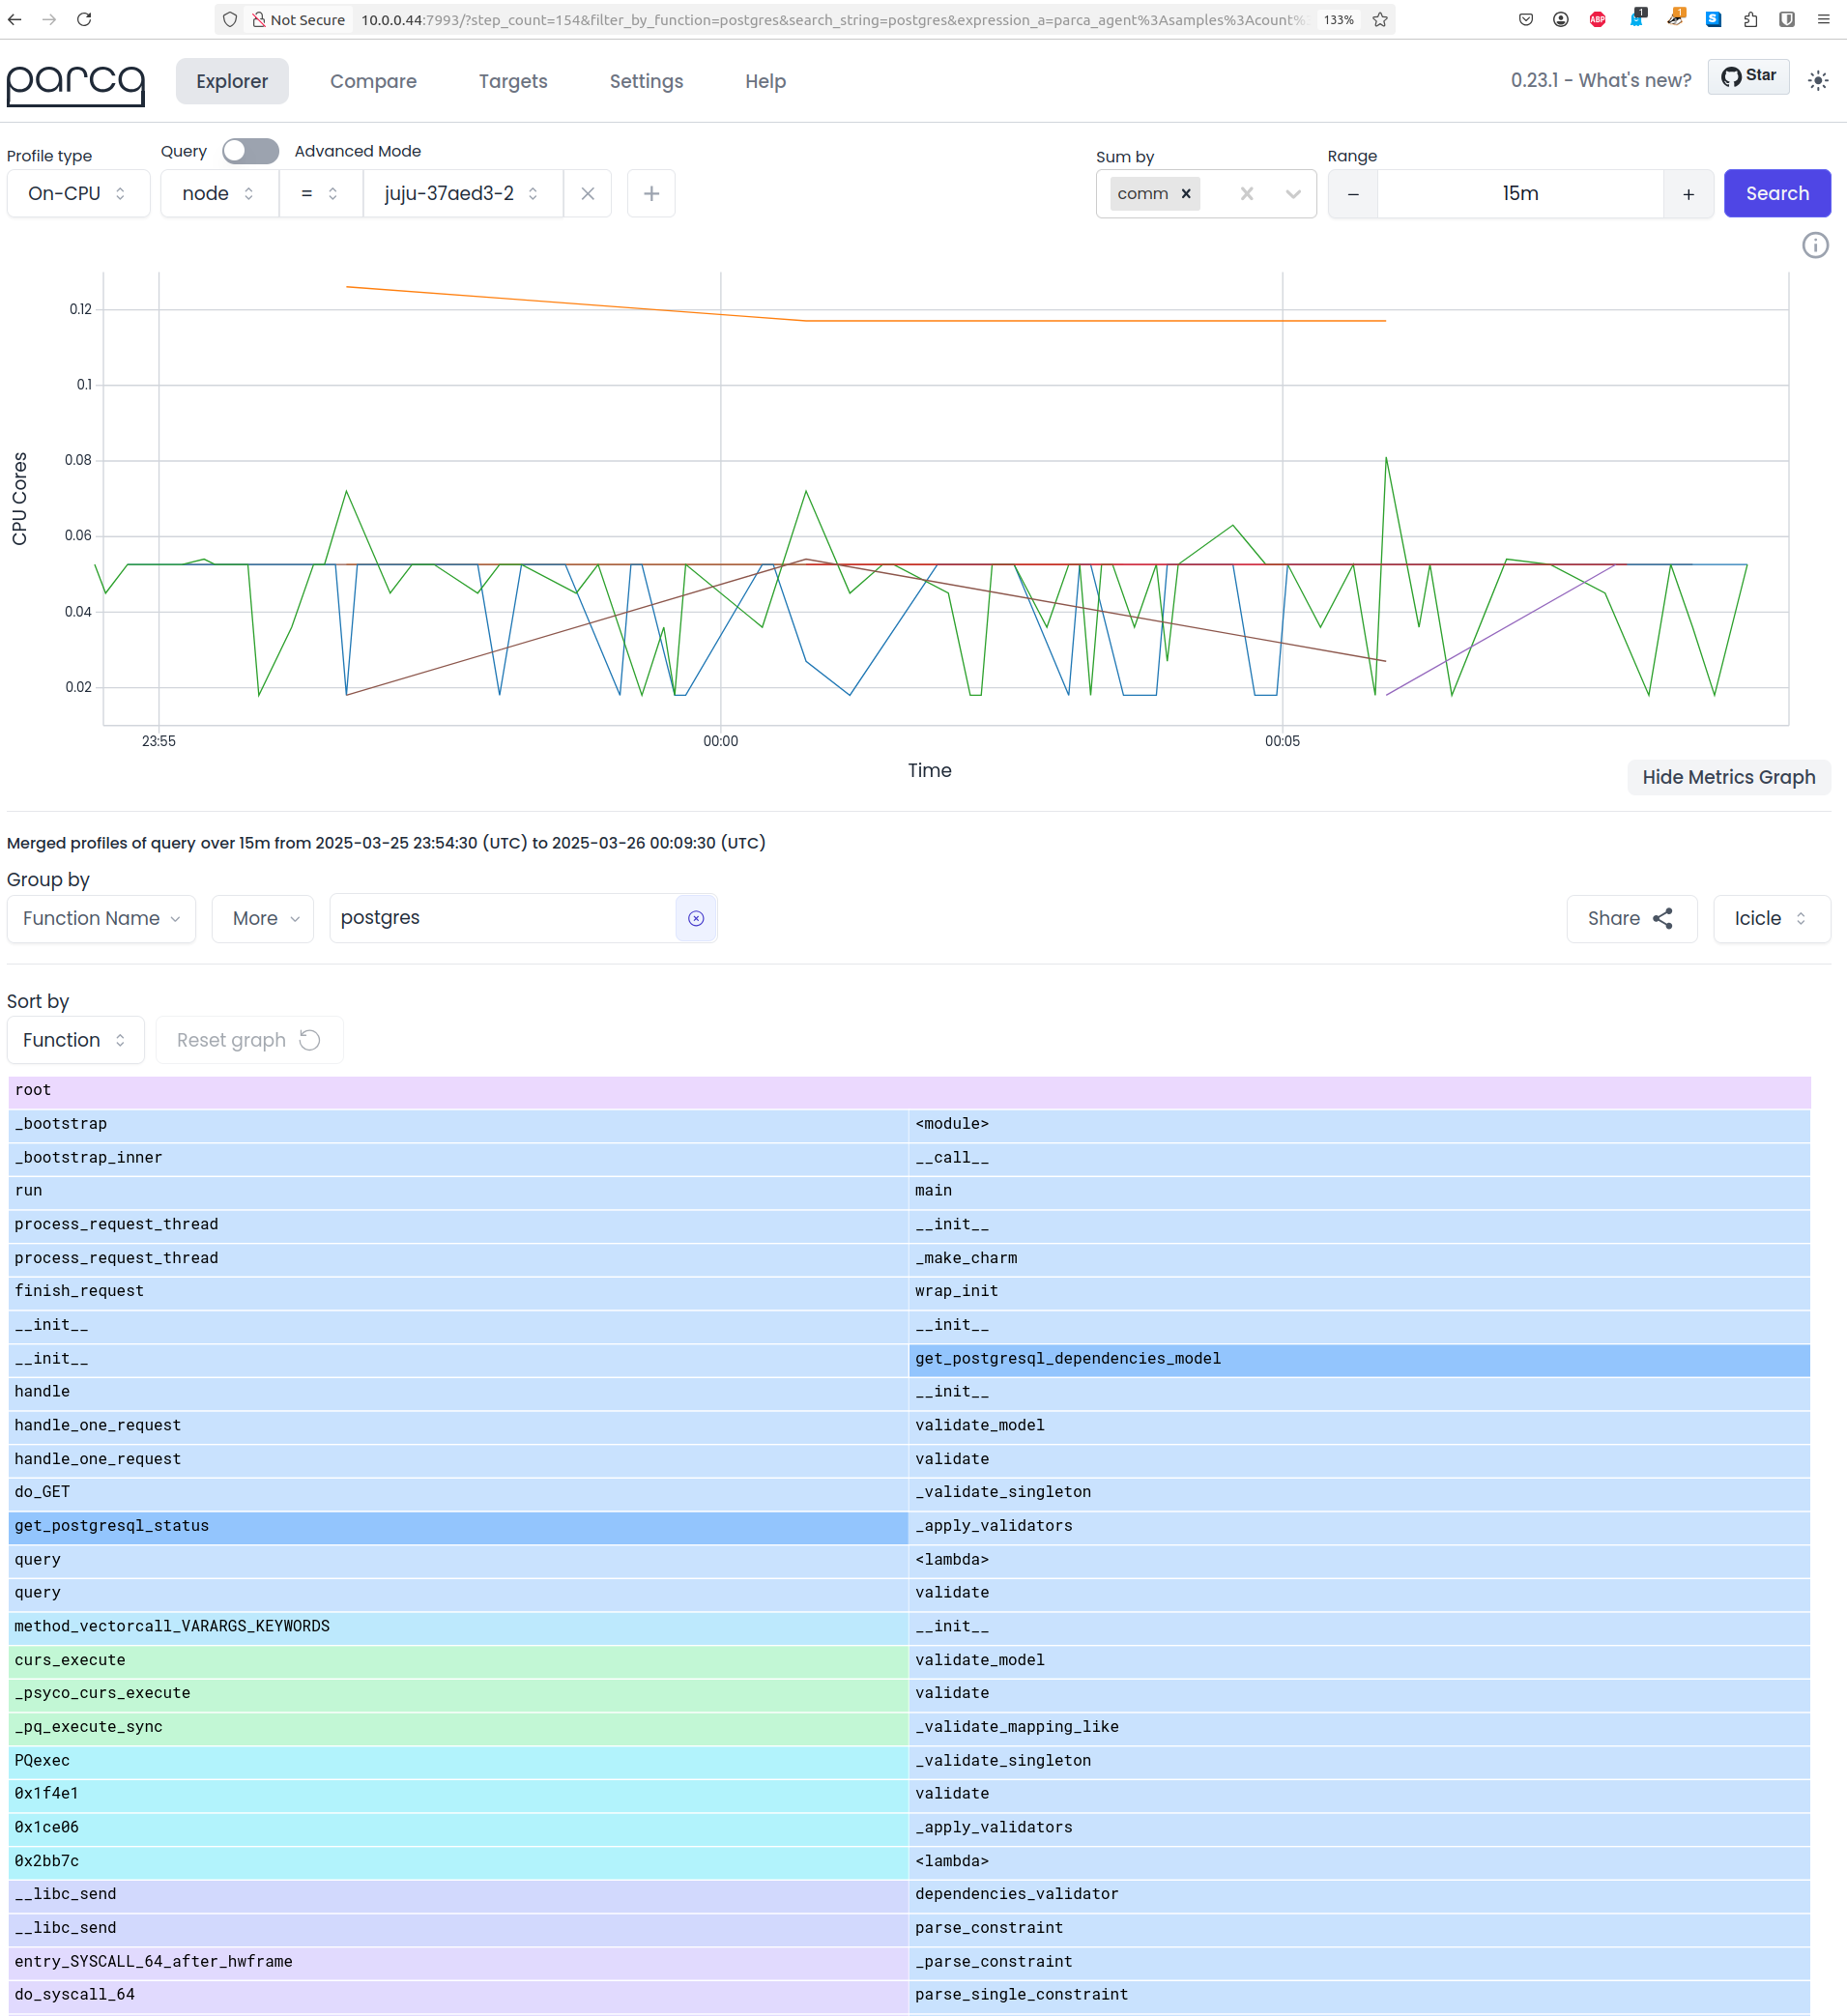 Not Secure 10.0.0.44:7993/?step_count=154&filter_by_function=postgres&search_string=postgres&expression_a=parca_agent%3Asamples%3Acount% 133% ABP 1 1 S
parca Explorer Compare Targets Settings Help 0.23.1 - What's new? Star
Profile type Query Advanced Mode Sum by Range
On-CPU node = juju-37aed3-2 × + comm × × − 15m + Search
0.12
0.1
0.08
0.06
0.04
0.02
CPU Cores
23:55 00:00 00:05
Time
Hide Metrics Graph
Merged profiles of query over 15m from 2025-03-25 23:54:30 (UTC) to 2025-03-26 00:09:30 (UTC)
Group by
Function Name More postgres Share Icicle
Sort by
Function Reset graph
root
_bootstrap <module>
_bootstrap_inner __call__
run main
process_request_thread __init__
process_request_thread _make_charm
finish_request wrap_init
__init__ __init__
__init__ get_postgresql_dependencies_model
handle __init__
handle_one_request validate_model
handle_one_request validate
do_GET _validate_singleton
get_postgresql_status _apply_validators
query <lambda>
query validate
method_vectorcall_VARARGS_KEYWORDS __init__
curs_execute validate_model
_psyco_curs_execute validate
_pq_execute_sync _validate_mapping_like
PQexec _validate_singleton
0x1f4e1 validate
0x1ce06 _apply_validators
0x2bb7c <lambda>
__libc_send dependencies_validator
__libc_send parse_constraint
entry_SYSCALL_64_after_hwframe _parse_constraint
do_syscall_64 parse_single_constraint